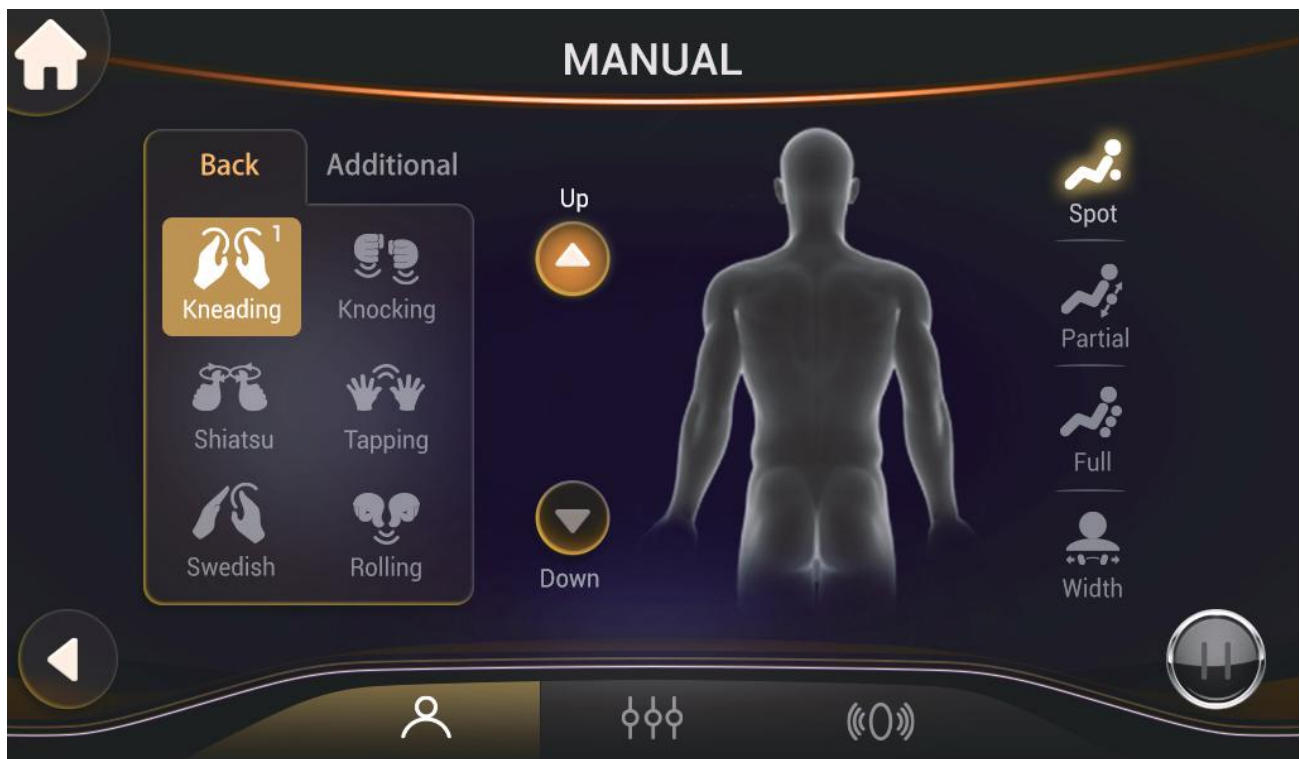 MANUAL
Back
Additional
Kneading
1
Knocking
Shiatsu
Tapping
Swedish
Rolling
Up
Down
Spot
Partial
Full
Width